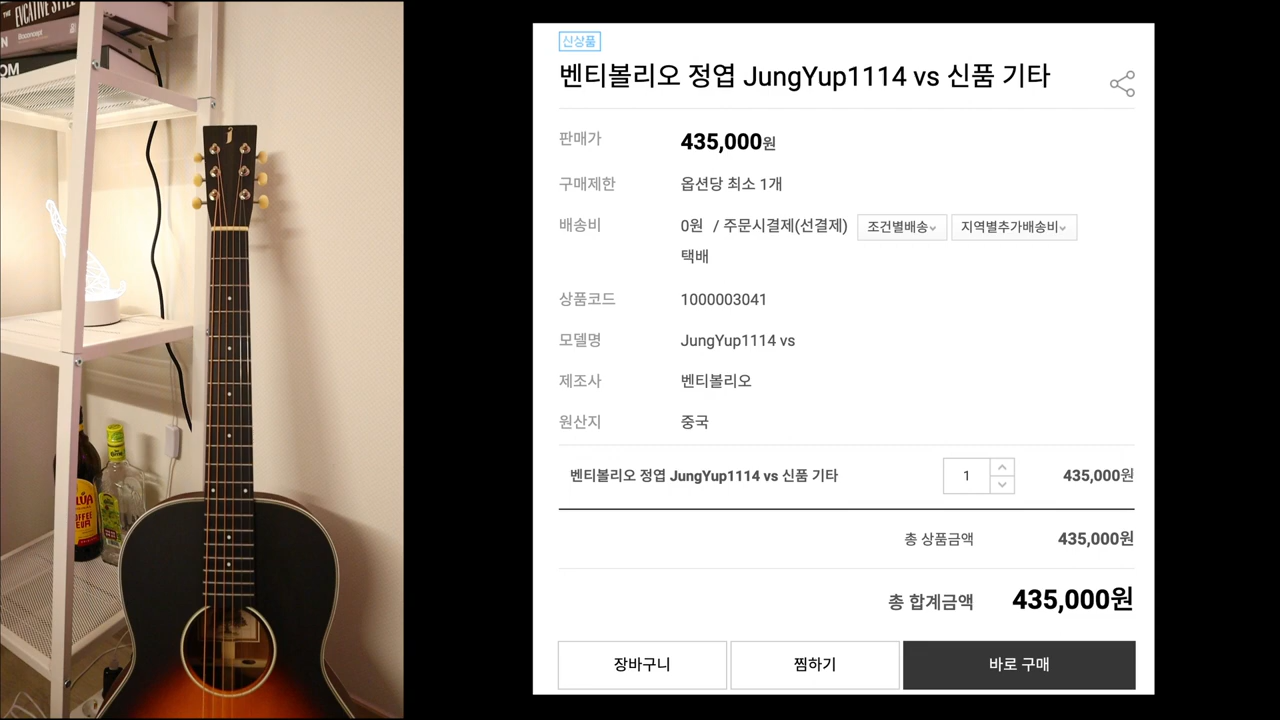 THE EVCATIVE STYLE
Boconcept
OM
신상품
벤티볼리오 정엽 JungYup1114 vs 신품 기타
판매가 435,000원
구매제한 옵션당 최소 1개
배송비 0원 / 주문시결제(선결제) 조건별배송 지역별추가배송비
택배
상품코드 1000003041
모델명 JungYup1114 vs
제조사 벤티볼리오
원산지 중국
벤티볼리오 정엽 JungYup1114 vs 신품 기타 1 435,000원
총 상품금액 435,000원
총 합계금액 435,000원
장바구니 찜하기 바로 구매